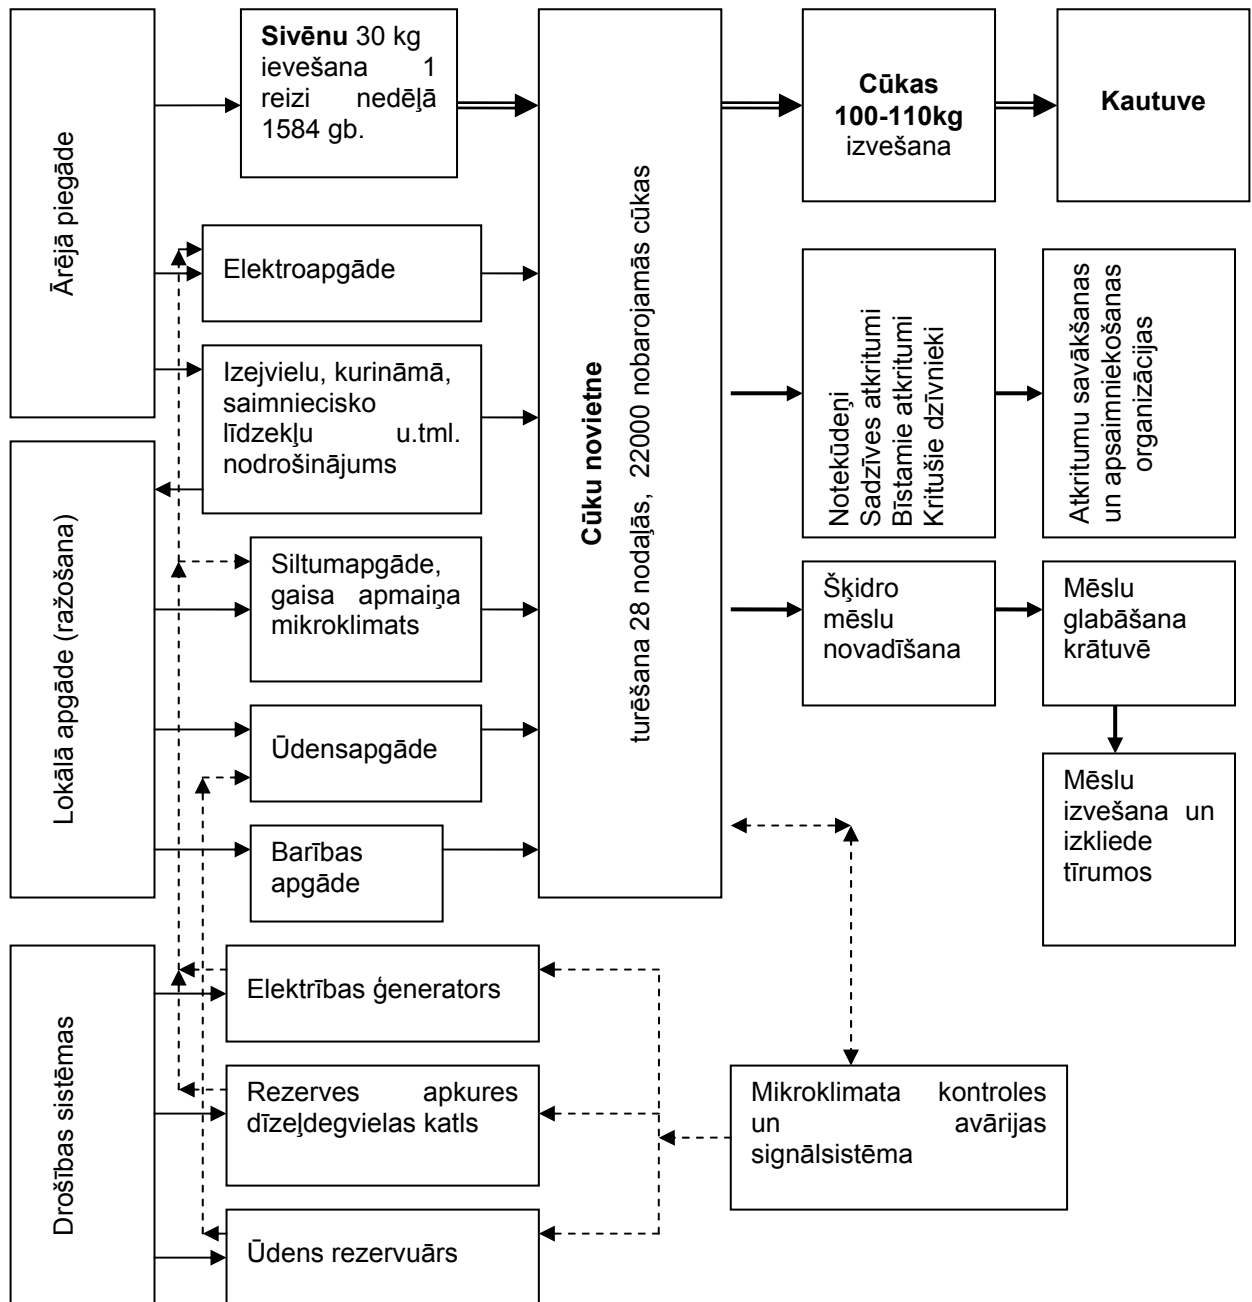 Ārējā piegāde
Sivēnu 30 kg
ievešana 1
reizi nedēļā
1584 gb.
Elektroapgāde
Izejvielu, kurināmā,
saimniecisko
līdzekļu u.tml.
nodrošinājums
Lokālā apgāde (ražošana)
Siltumapgāde,
gaisa apmaiņa
mikroklimats
Ūdensapgāde
Barības
apgāde
Drošības sistēmas
Elektrības ģenerators
Rezerves apkures
dīzeļdegvielas katls
Ūdens rezervuārs
Cūku novietne
turēšana 28 nodaļās, 22000 nobarojamās cūkas
Cūkas
100-110kg
izvešana
Kautuve
Notekūdeņi
Sadzīves atkritumi
Bīstamie atkritumi
Kritušie dzīvnieki
Atkritumu savākšanas
un apsaimniekošanas
organizācijas
Šķidro
mēslu
novadīšana
Mēslu
glabāšana
krātuvē
Mēslu
izvešana un
izkliede
tīrumos
Mikroklimata kontroles
un avārijas
signālsistēma